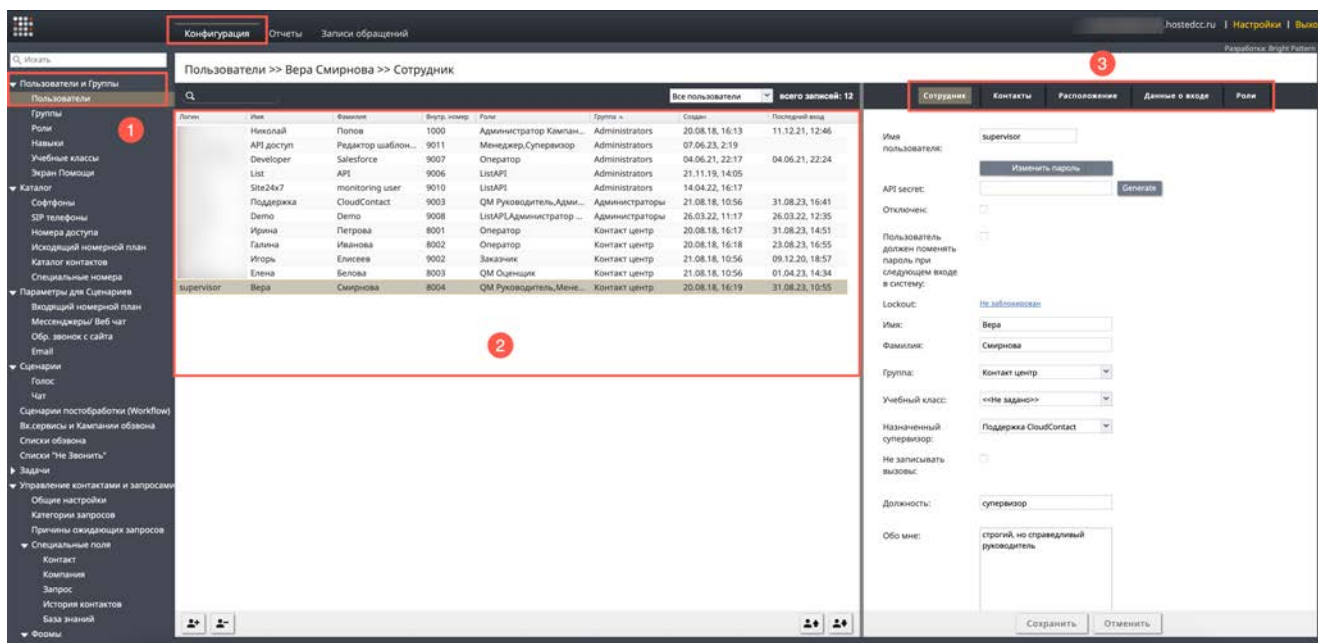 .hostedcc.ru | Настройки | Выхо
Конфигурация Отчеты Записи обращений
Разработка: Bright Pattern
Искать
Пользователи >> Вера Смирнова >> Сотрудник
3
Пользователи и Группы
Пользователи
Группы
Роли
Навыки
Учебные классы
Экран Помощи
1
Каталог
Софтфоны
SIP телефоны
Номера доступа
Исходящий номерной план
Каталог контактов
Специальные номера
Параметры для Сценариев
Входящий номерной план
Мессенджеры/ Веб чат
Обр. звонок с сайта
Email
Сценарии
Голос
Чат
Сценарии постобработки (Workflow)
Вх.сервисы и Кампании обзвона
Списки обзвона
Списки "Не Звонить"
Задачи
Управление контактами и запросами
Общие настройки
Категории запросов
Причины ожидающих запросов
Специальные поля
Контакт
Компания
Запрос
История контактов
База знаний
Формы
Все пользователи всего записей: 12
Логин Имя Фамилия Внутр. номер Роли Группа Создан Последний вход
Николай Попов 1000 Администратор Кампан... Administrators 20.08.18, 16:13 11.12.21, 12:46
API доступ Редактор шаблон... 9011 Менеджер,Супервизор Administrators 07.06.23, 2:19
Developer Salesforce 9007 Оператор Administrators 04.06.21, 22:17 04.06.21, 22:24
List API 9006 ListAPI Administrators 21.11.19, 14:05
Site24x7 monitoring user 9010 ListAPI Administrators 14.04.22, 16:17
Поддержка CloudContact 9003 QM Руководитель,Адми... Администраторы 21.08.18, 10:56 31.08.23, 16:41
Demo Demo 9008 ListAPI,Администратор ... Администраторы 26.03.22, 11:17 26.03.22, 12:35
Ирина Петрова 8001 Оператор Контакт центр 20.08.18, 16:17 31.08.23, 14:51
Галина Иванова 8002 Оператор Контакт центр 20.08.18, 16:18 23.08.23, 16:55
Игорь Елисеев 9002 Заказчик Контакт центр 21.08.18, 10:56 09.12.20, 18:57
Елена Белова 8003 QM Оценщик Контакт центр 21.08.18, 10:56 01.04.23, 14:34
supervisor Вера Смирнова 8004 QM Руководитель,Мене... Контакт центр 20.08.18, 16:19 31.08.23, 10:55
2
Сотрудник Контакты Расположение Данные о входе Роли
Имя пользователя: supervisor
Изменить пароль
API secret: Generate
Отключен:
Пользователь
должен поменять
пароль при
следующем входе
в систему:
Lockout: Не заблокирован
Имя: Вера
Фамилия: Смирнова
Группа: Контакт центр
Учебный класс: <<Не задано>>
Назначенный супервизор: Поддержка CloudContact
Не записывать
вызовы:
Должность: супервизор
Обо мне: строгий, но справедливый
руководитель
Сохранить Отменить